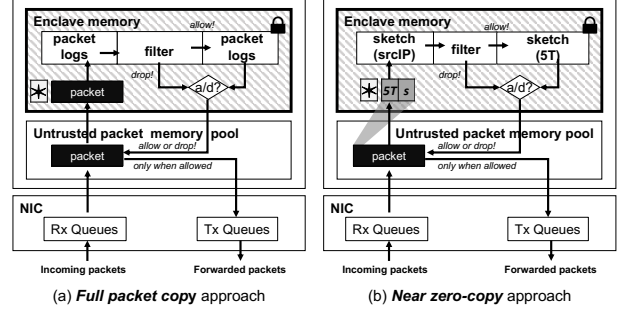 Enclave memory
allow!
packet logs
filter
packet logs
drop!
a/d?
packet
Untrusted packet memory pool
allow or drop!
packet
only when allowed
NIC
Rx Queues
Tx Queues
Incoming packets
Forwarded packets
(a) Full packet copy approach
Enclave memory
allow!
sketch (srcIP)
filter
sketch (5T)
drop!
a/d?
5T s
Untrusted packet memory pool
allow or drop!
packet
only when allowed
NIC
Rx Queues
Tx Queues
Incoming packets
Forwarded packets
(b) Near zero-copy approach